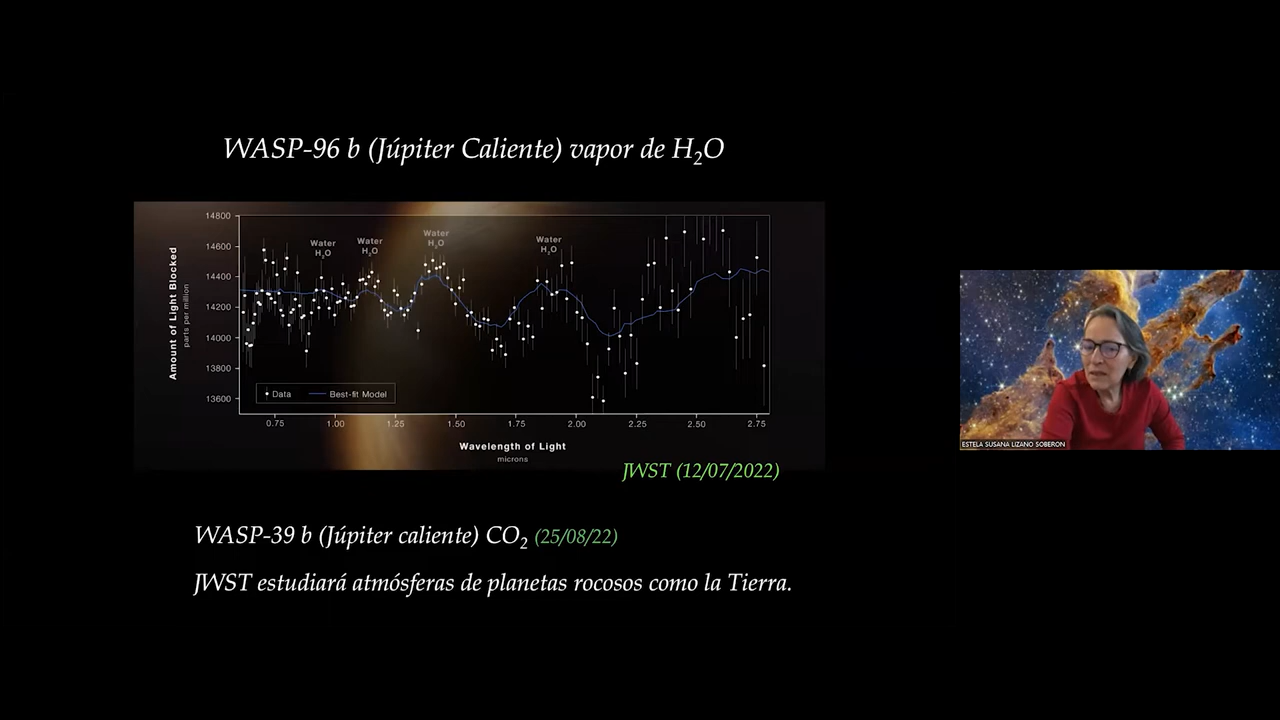 WASP-96 b (Júpiter Caliente) vapor de H₂O
14800
14600
14400
14200
14000
13800
13600
Amount of Light Blocked
parts per million
Water
H₂O
Water
H₂O
Water
H₂O
Water
H₂O
Data
Best-fit Model
0.75
1.00
1.25
1.50
1.75
2.00
2.25
2.50
2.75
Wavelength of Light
microns
JWST (12/07/2022)
ESTELA SUSANA LIZANO SOBERON
WASP-39 b (Júpiter caliente) CO₂ (25/08/22)
JWST estudiará atmósferas de planetas rocosos como la Tierra.